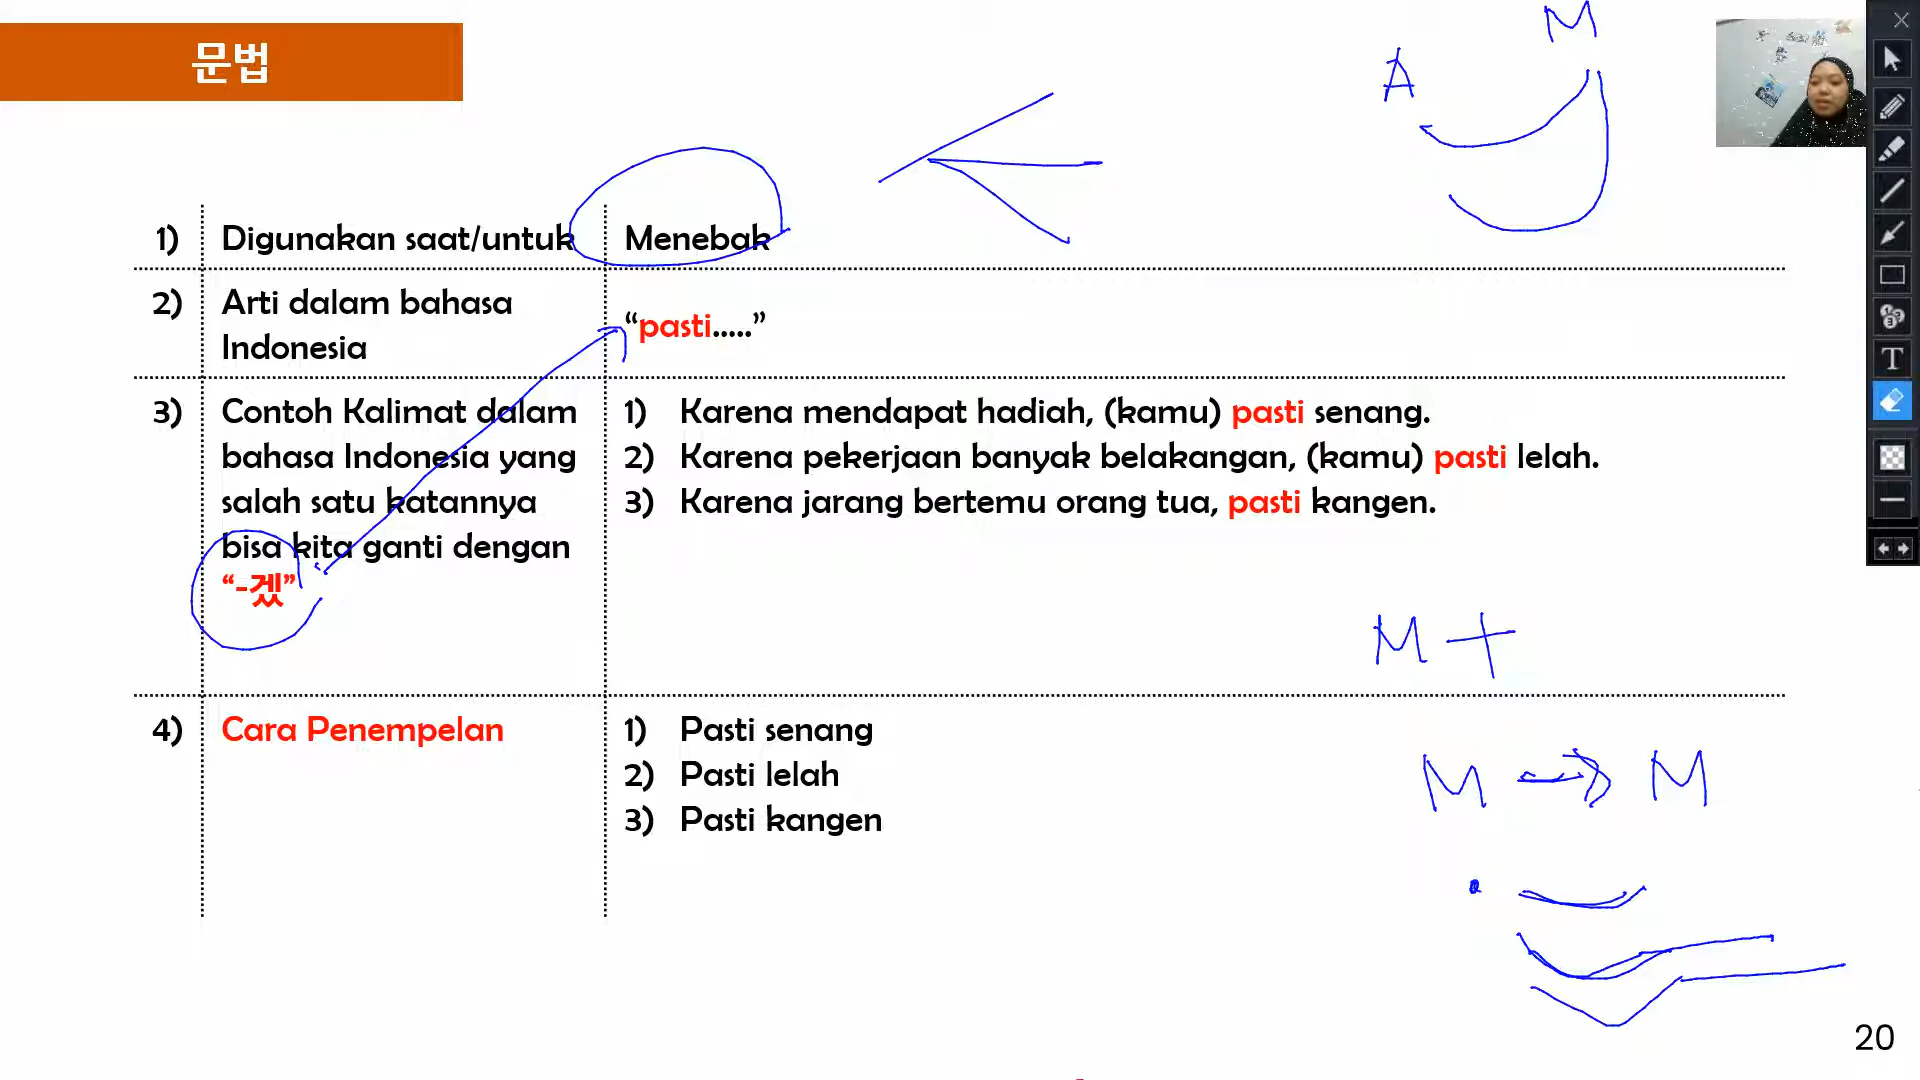 문법
M
A
1) Digunakan saat/untuk Menebak
2) Arti dalam bahasa
Indonesia
“pasti.....”
3) Contoh Kalimat dalam
bahasa Indonesia yang
salah satu katannya
bisa kita ganti dengan
“-겠”
1) Karena mendapat hadiah, (kamu) pasti senang.
2) Karena pekerjaan banyak belakangan, (kamu) pasti lelah.
3) Karena jarang bertemu orang tua, pasti kangen.
M +
4) Cara Penempelan
1) Pasti senang
2) Pasti lelah
3) Pasti kangen
M → M
20